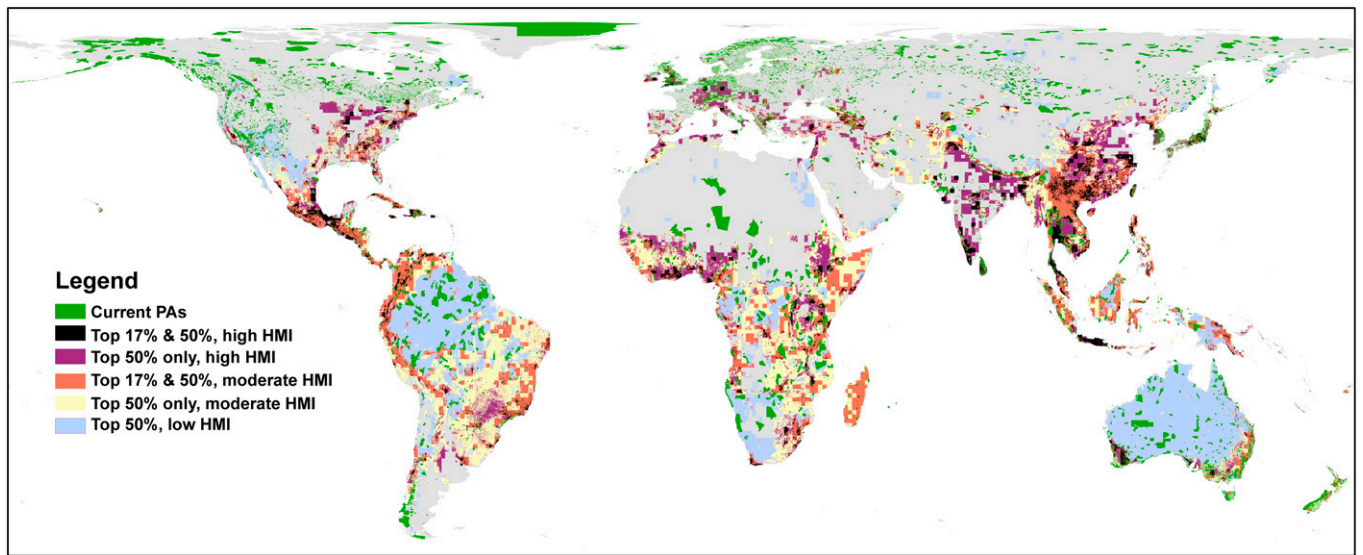 Legend
Current PAs
Top 17% & 50%, high HMI
Top 50% only, high HMI
Top 17% & 50%, moderate HMI
Top 50% only, moderate HMI
Top 50%, low HMI